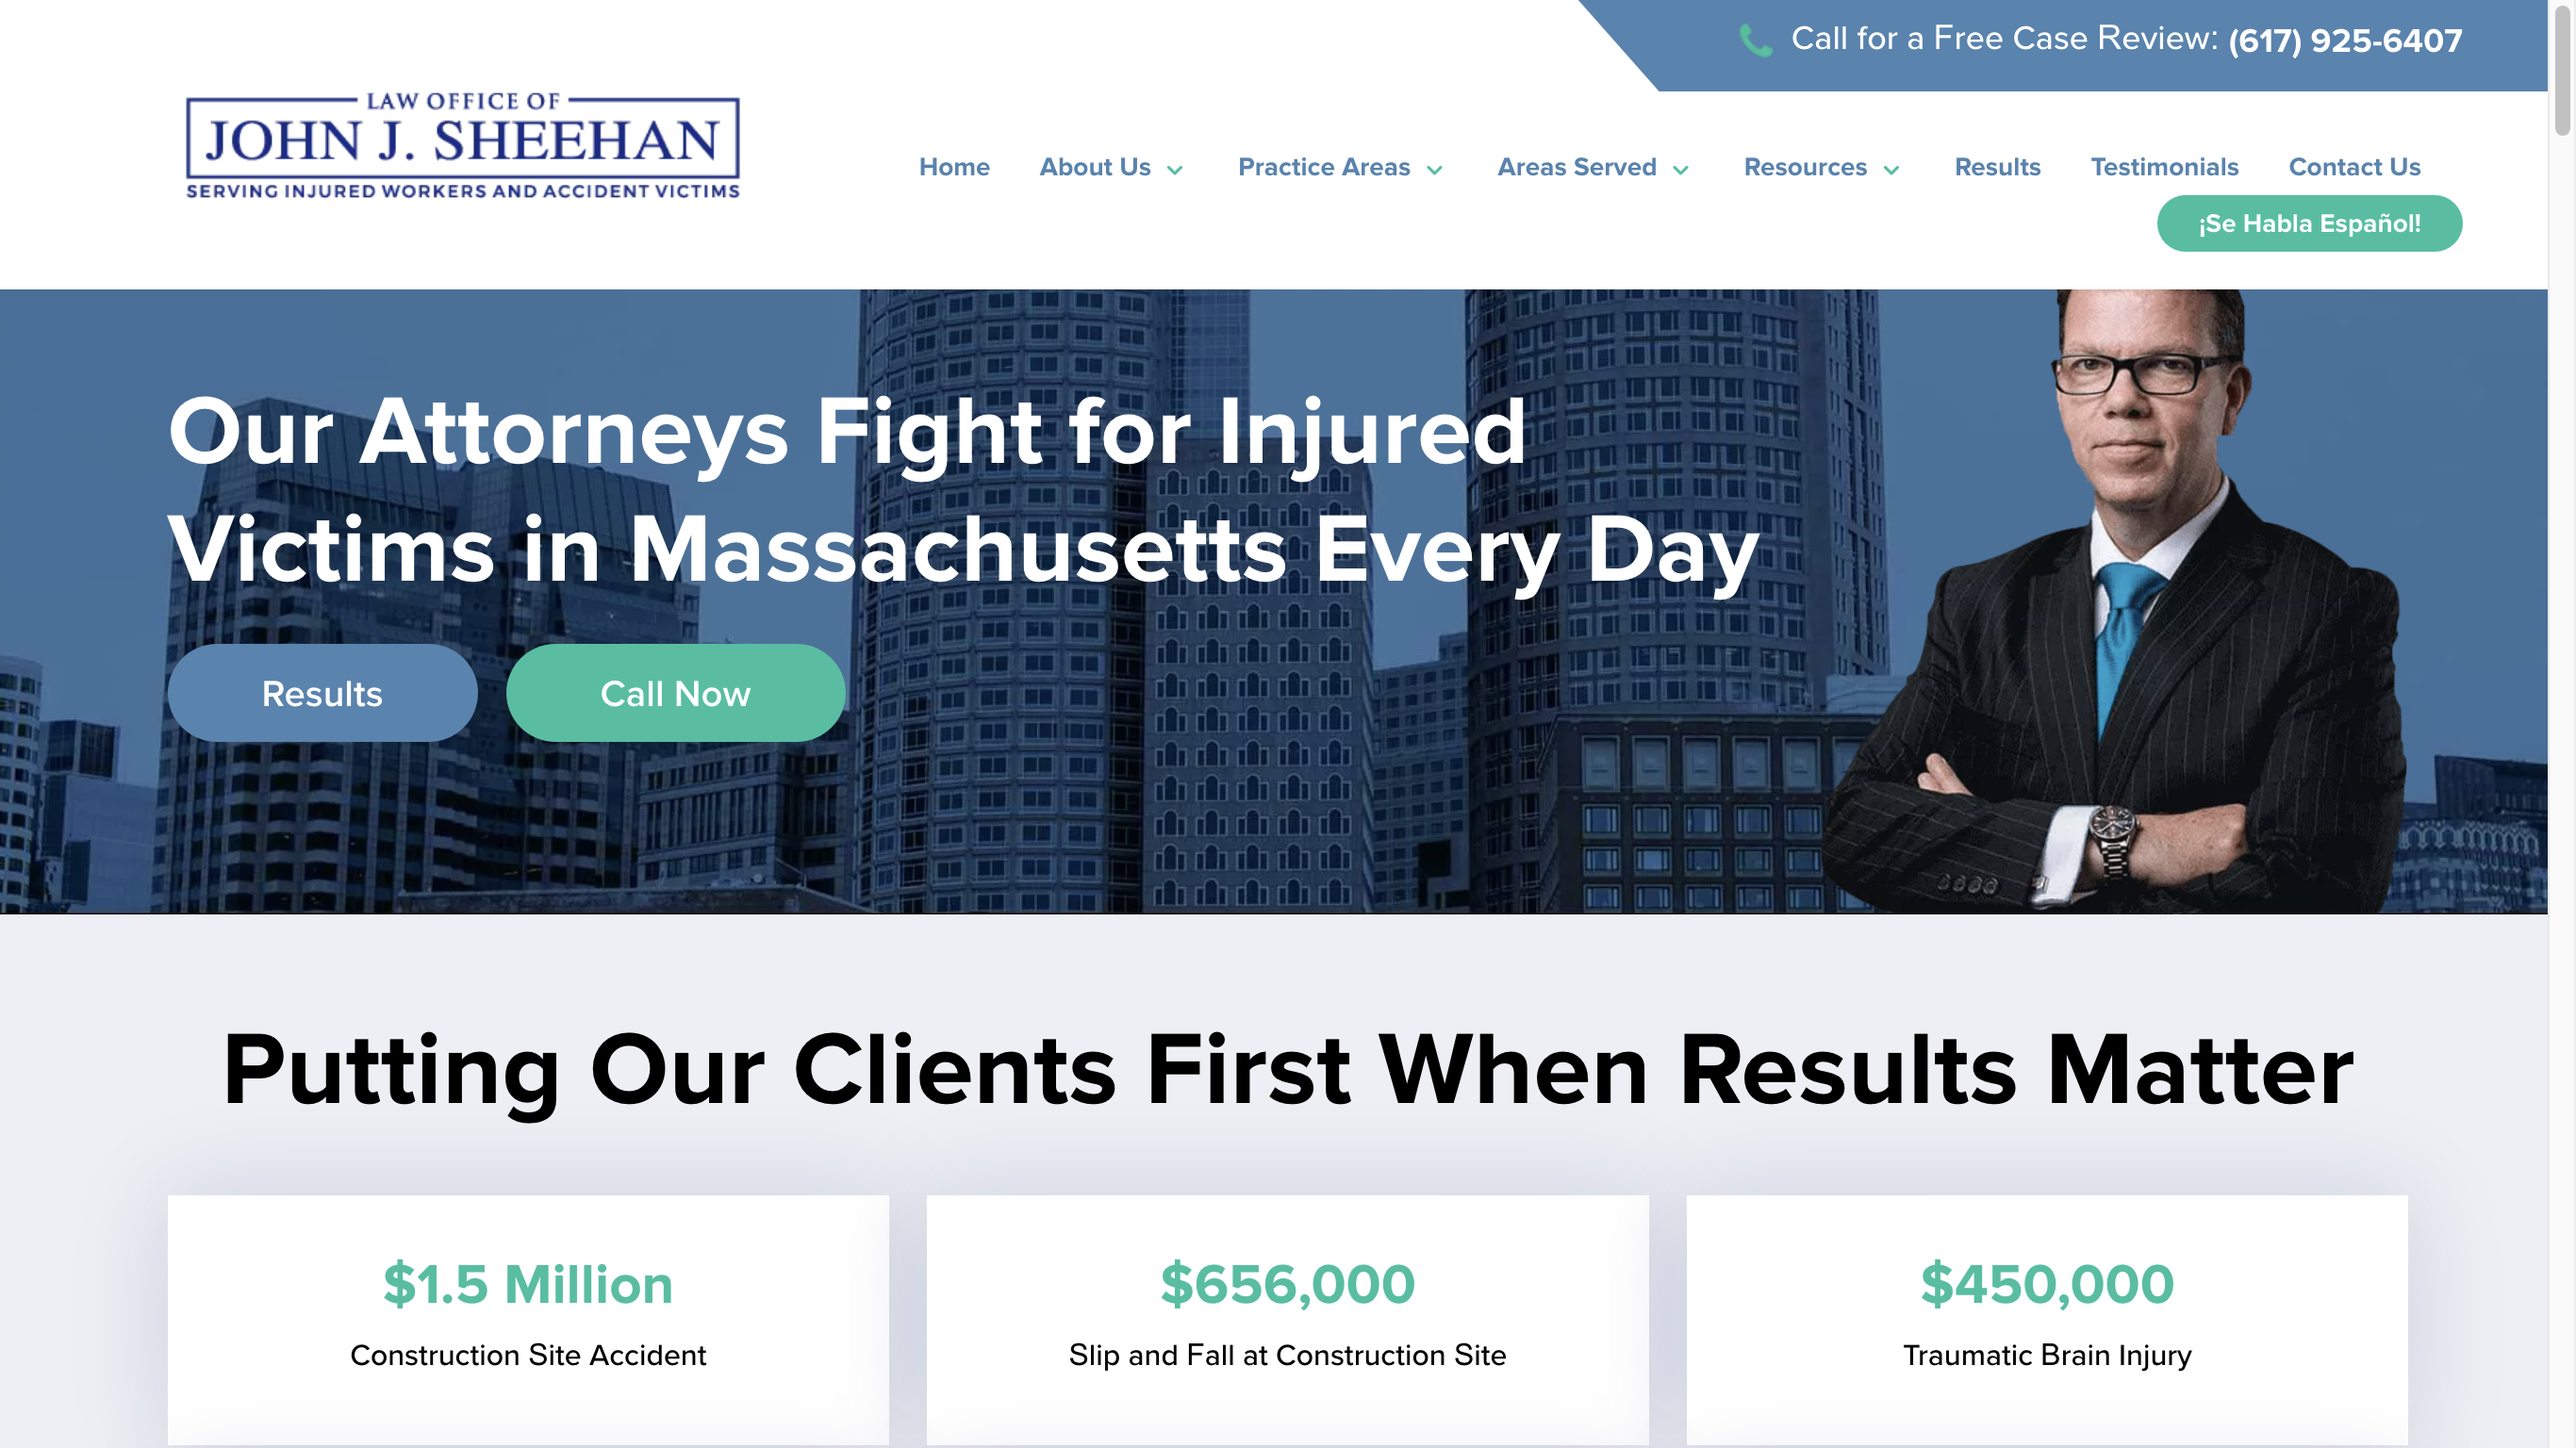 Call for a Free Case Review: (617) 925-6407
LAW OFFICE OF
JOHN J. SHEEHAN
SERVING INJURED WORKERS AND ACCIDENT VICTIMS
Home About Us Practice Areas Areas Served Resources Results Testimonials Contact Us
¡Se Habla Español!
Our Attorneys Fight for Injured
Victims in Massachusetts Every Day
Results Call Now
Putting Our Clients First When Results Matter
$1.5 Million
Construction Site Accident
$656,000
Slip and Fall at Construction Site
$450,000
Traumatic Brain Injury